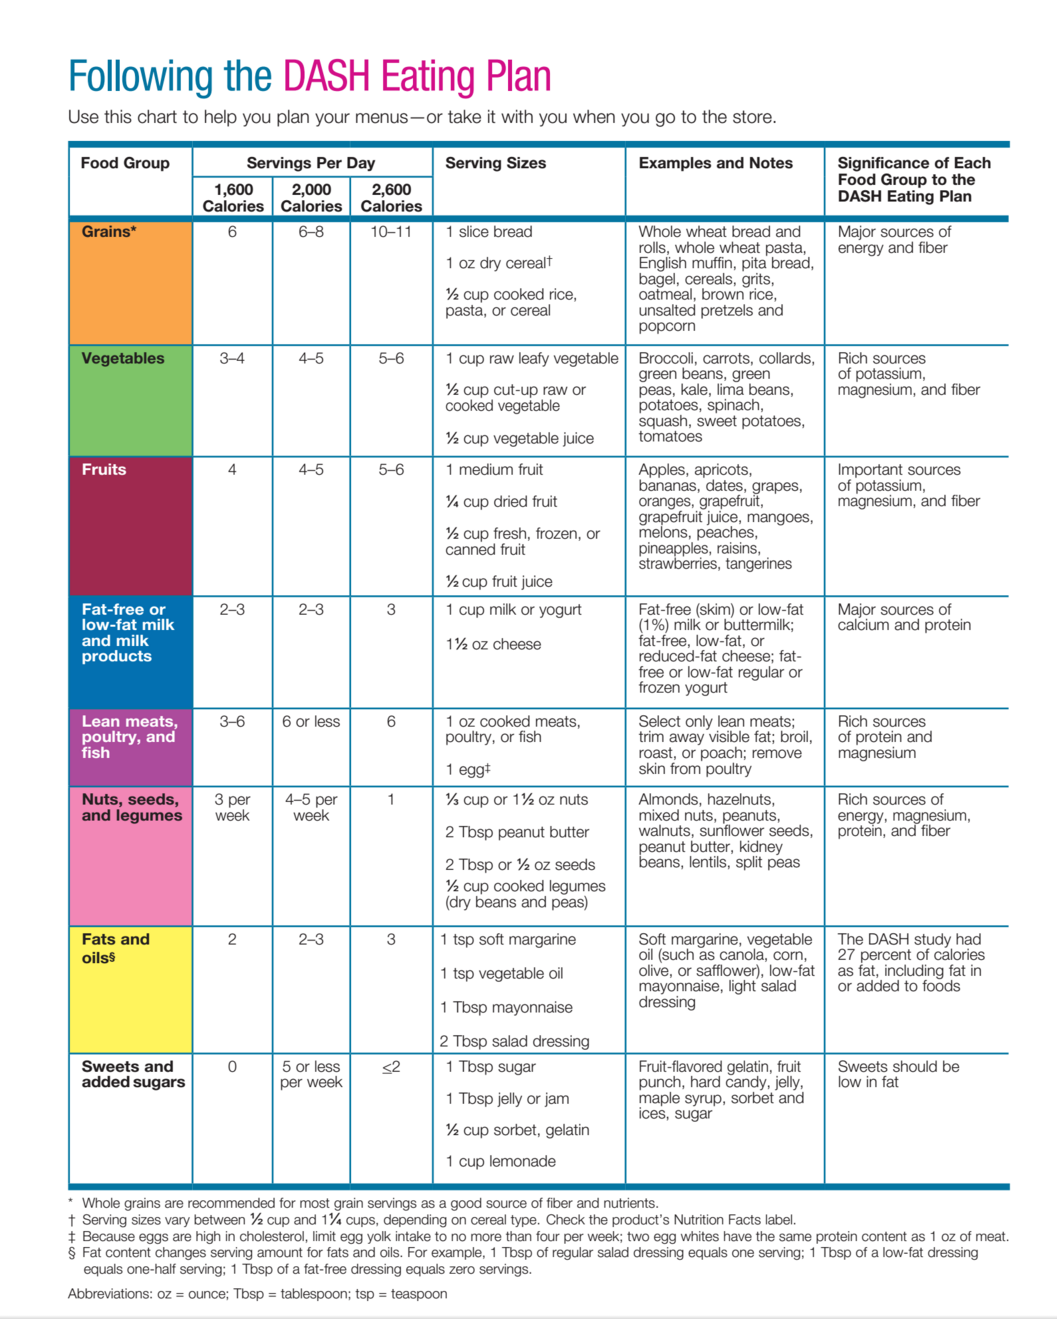 Following the DASH Eating Plan
Use this chart to help you plan your menus—or take it with you when you go to the store.
Food Group
Servings Per Day
Serving Sizes
Examples and Notes
Significance of Each
Food Group to the
DASH Eating Plan
1,600
Calories
2,000
Calories
2,600
Calories
Grains*
6
6–8
10–11
1 slice bread
1 oz dry cereal†
½ cup cooked rice,
pasta, or cereal
Whole wheat bread and
rolls, whole wheat pasta,
English muffin, pita bread,
bagel, cereals, grits,
oatmeal, brown rice,
unsalted pretzels and
popcorn
Major sources of
energy and fiber
Vegetables
3–4
4–5
5–6
1 cup raw leafy vegetable
½ cup cut-up raw or
cooked vegetable
½ cup vegetable juice
Broccoli, carrots, collards,
green beans, green
peas, kale, lima beans,
potatoes, spinach,
squash, sweet potatoes,
tomatoes
Rich sources
of potassium,
magnesium, and fiber
Fruits
4
4–5
5–6
1 medium fruit
¼ cup dried fruit
½ cup fresh, frozen, or
canned fruit
½ cup fruit juice
Apples, apricots,
bananas, dates, grapes,
oranges, grapefruit,
grapefruit juice, mangoes,
melons, peaches,
pineapples, raisins,
strawberries, tangerines
Important sources
of potassium,
magnesium, and fiber
Fat-free or
low-fat milk
and milk
products
2–3
2–3
3
1 cup milk or yogurt
1½ oz cheese
Fat-free (skim) or low-fat
(1%) milk or buttermilk;
fat-free, low-fat, or
reduced-fat cheese; fat-
free or low-fat regular or
frozen yogurt
Major sources of
calcium and protein
Lean meats,
poultry, and
fish
3–6
6 or less
6
1 oz cooked meats,
poultry, or fish
1 egg‡
Select only lean meats;
trim away visible fat; broil,
roast, or poach; remove
skin from poultry
Rich sources
of protein and
magnesium
Nuts, seeds,
and legumes
3 per
week
4–5 per
week
1
⅓ cup or 1½ oz nuts
2 Tbsp peanut butter
2 Tbsp or ½ oz seeds
½ cup cooked legumes
(dry beans and peas)
Almonds, hazelnuts,
mixed nuts, peanuts,
walnuts, sunflower seeds,
peanut butter, kidney
beans, lentils, split peas
Rich sources of
energy, magnesium,
protein, and fiber
Fats and
oils§
2
2–3
3
1 tsp soft margarine
1 tsp vegetable oil
1 Tbsp mayonnaise
2 Tbsp salad dressing
Soft margarine, vegetable
oil (such as canola, corn,
olive, or safflower), low-fat
mayonnaise, light salad
dressing
The DASH study had
27 percent of calories
as fat, including fat in
or added to foods
Sweets and
added sugars
0
5 or less
per week
≤2
1 Tbsp sugar
1 Tbsp jelly or jam
½ cup sorbet, gelatin
1 cup lemonade
Fruit-flavored gelatin, fruit
punch, hard candy, jelly,
maple syrup, sorbet and
ices, sugar
Sweets should be
low in fat
* Whole grains are recommended for most grain servings as a good source of fiber and nutrients.
† Serving sizes vary between ½ cup and 1¼ cups, depending on cereal type. Check the product's Nutrition Facts label.
‡ Because eggs are high in cholesterol, limit egg yolk intake to no more than four per week; two egg whites have the same protein content as 1 oz of meat.
§ Fat content changes serving amount for fats and oils. For example, 1 Tbsp of regular salad dressing equals one serving; 1 Tbsp of a low-fat dressing
equals one-half serving; 1 Tbsp of a fat-free dressing equals zero servings.
Abbreviations: oz = ounce; Tbsp = tablespoon; tsp = teaspoon